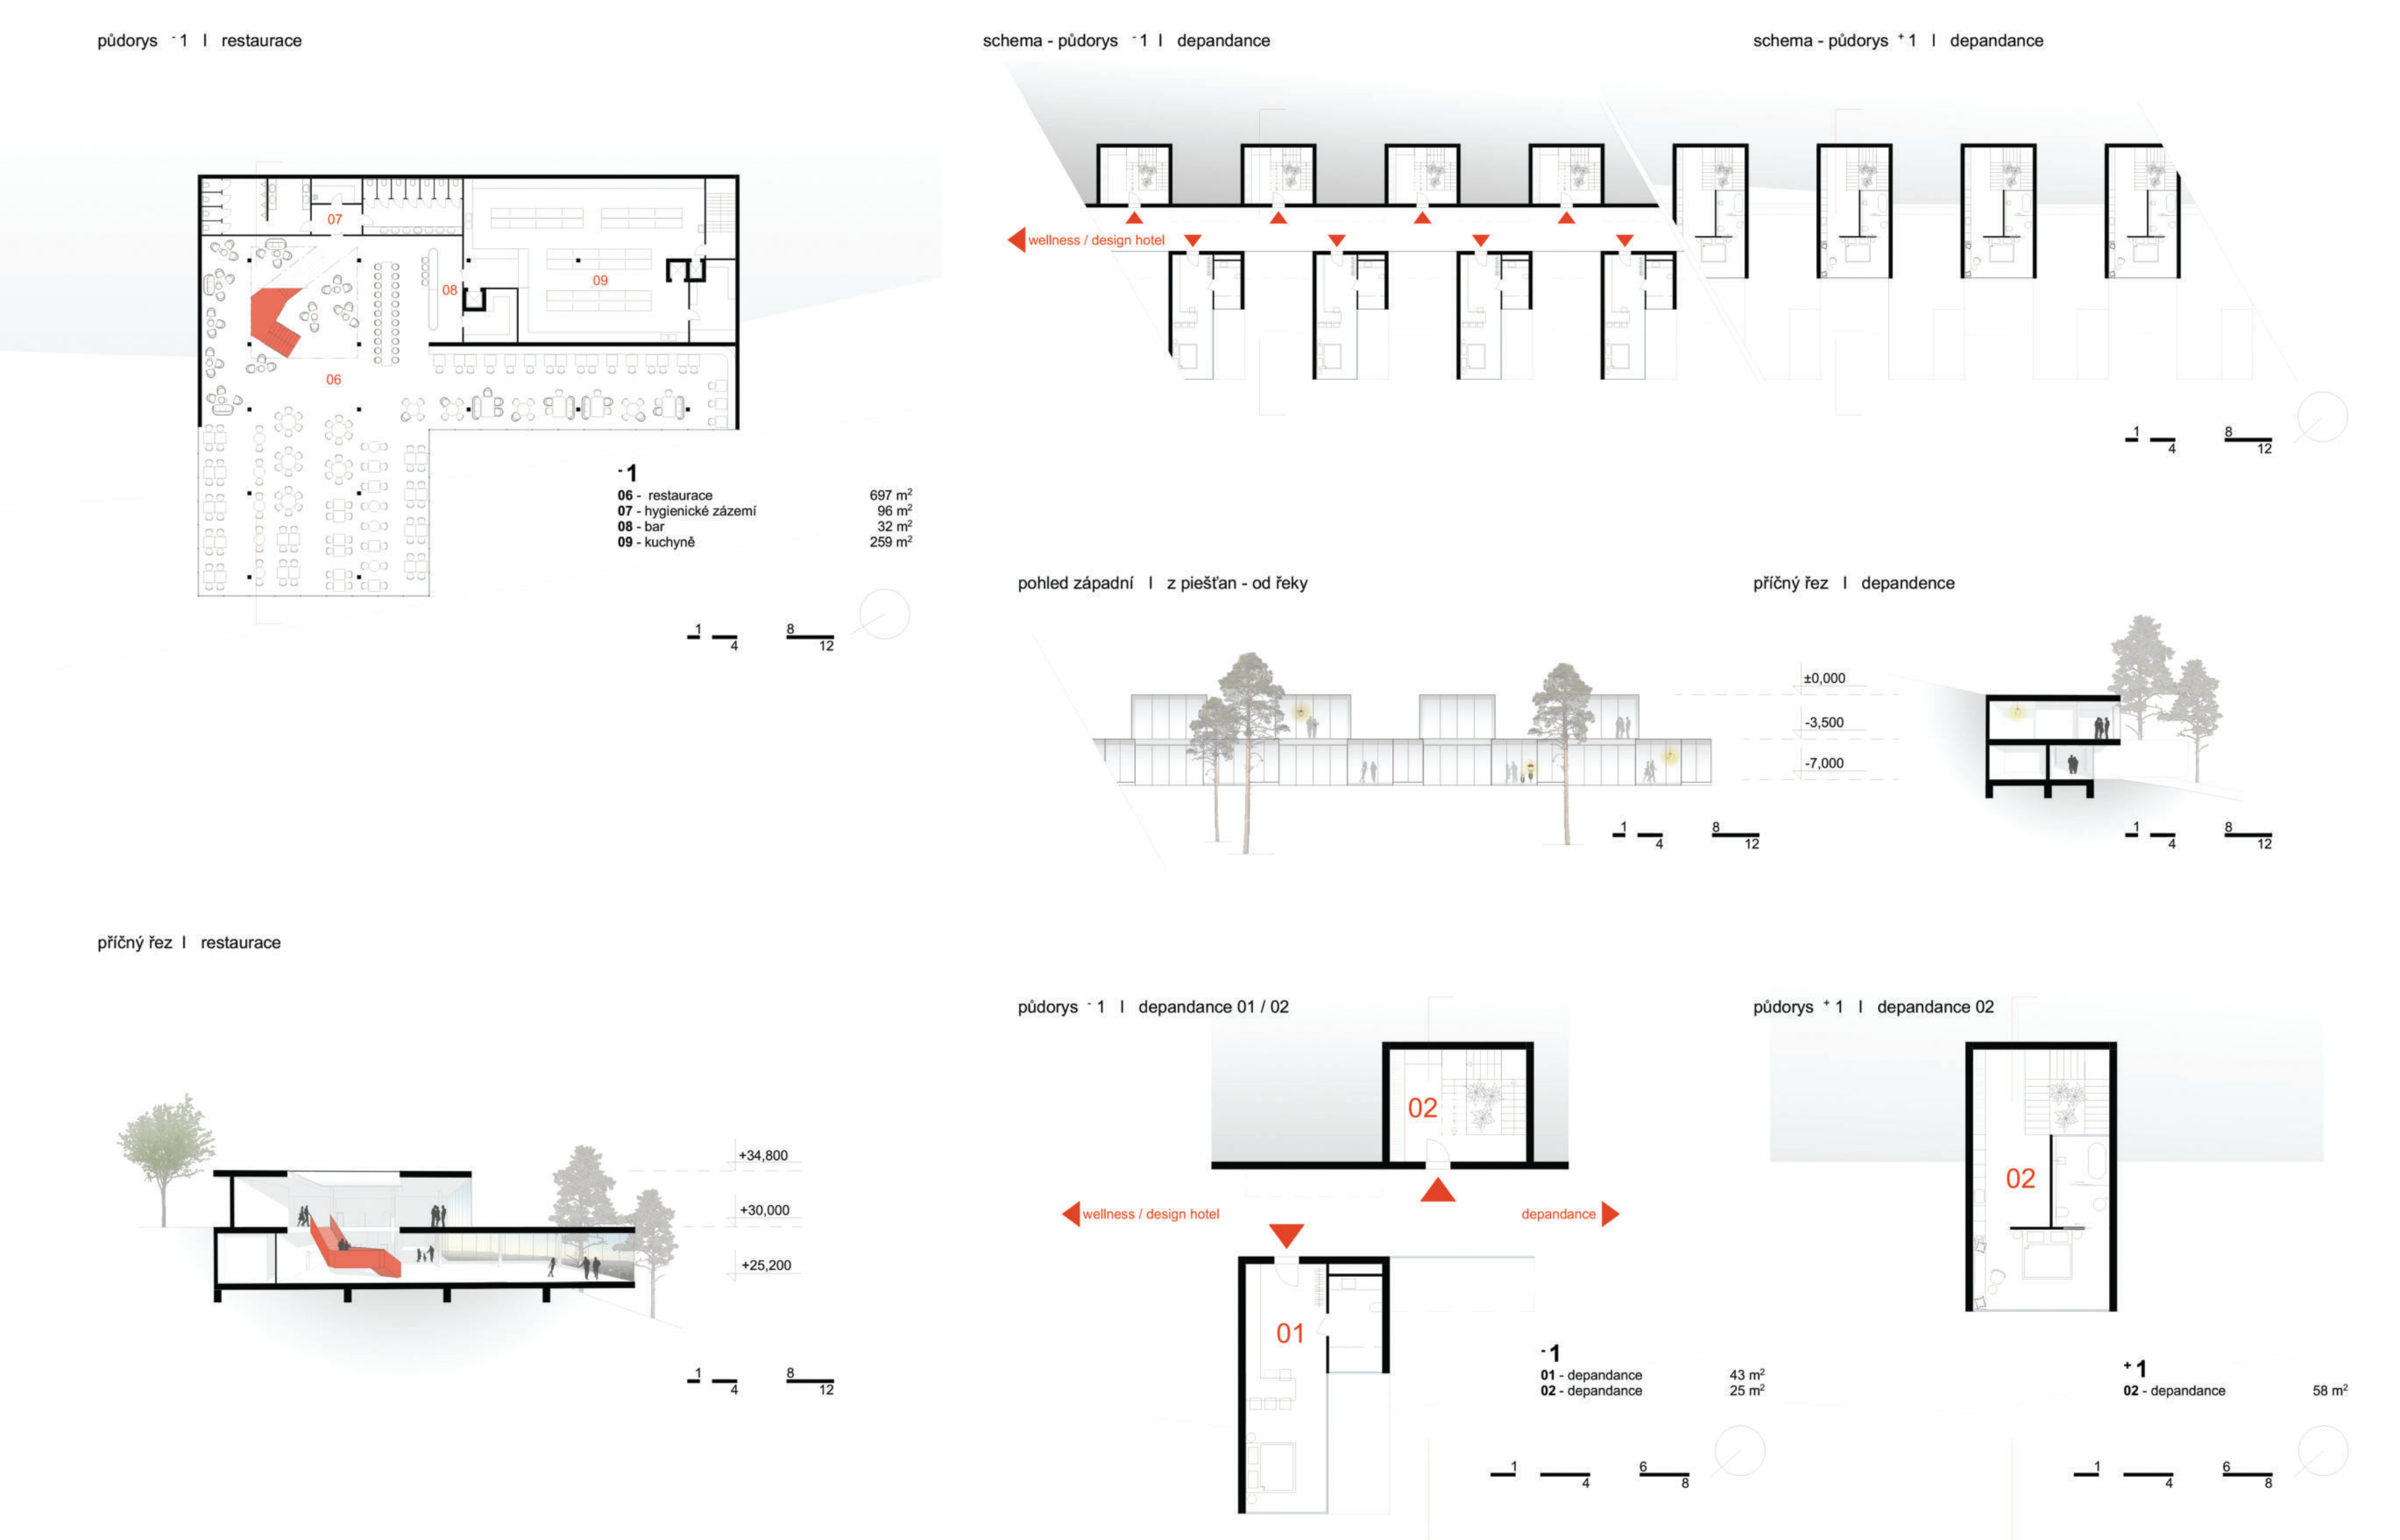 půdorys - 1 I restaurace
07
08
09
06
- 1
06 - restaurace 697 m²
07 - hygienické zázemí 96 m²
08 - bar 32 m²
09 - kuchyně 259 m²
1 8
4 12
schema - půdorys - 1 I depandance
schema - půdorys + 1 I depandance
wellness / design hotel
1 8
4 12
pohled západní I z piešťan - od řeky
1 8
4 12
příčný řez I depandence
±0,000
-3,500
-7,000
1 8
4 12
příčný řez I restaurace
+34,800
+30,000
+25,200
1 8
4 12
půdorys - 1 I depandance 01 / 02
02
wellness / design hotel
depandance
01
- 1
01 - depandance 43 m²
02 - depandance 25 m²
1 6
4 8
půdorys + 1 I depandance 02
02
+ 1
02 - depandance 58 m²
1 6
4 8